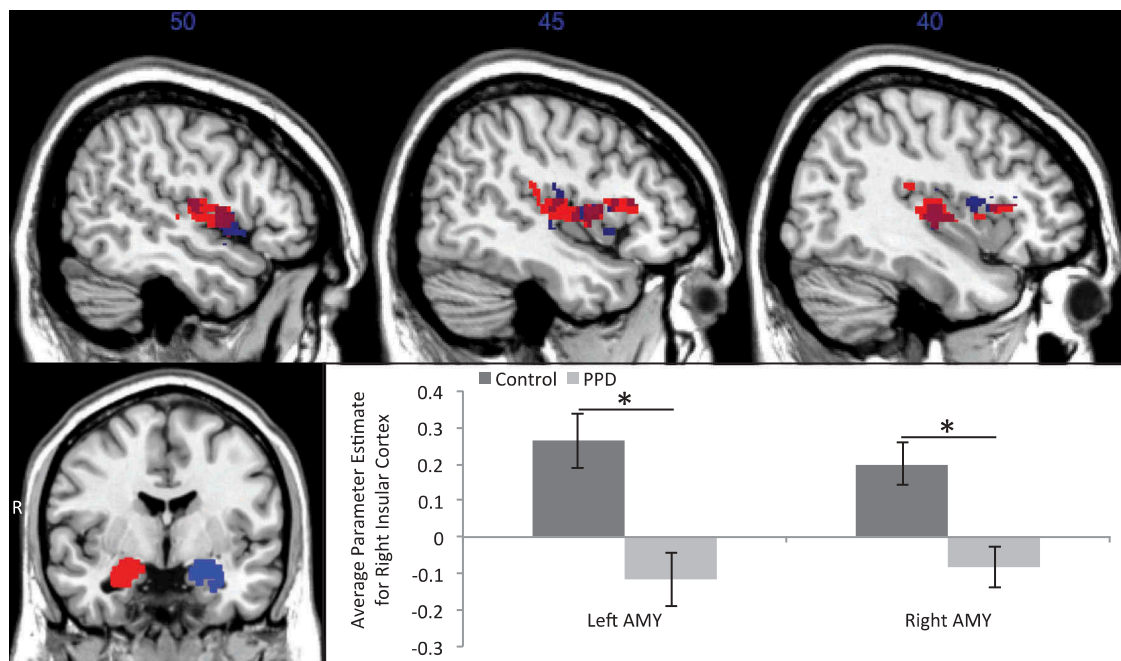 50 45 40
R
Control PPD
Average Parameter Estimate
for Right Insular Cortex
0.4
0.3
0.2
0.1
0
-0.1
-0.2
-0.3
*
*
Left AMY Right AMY